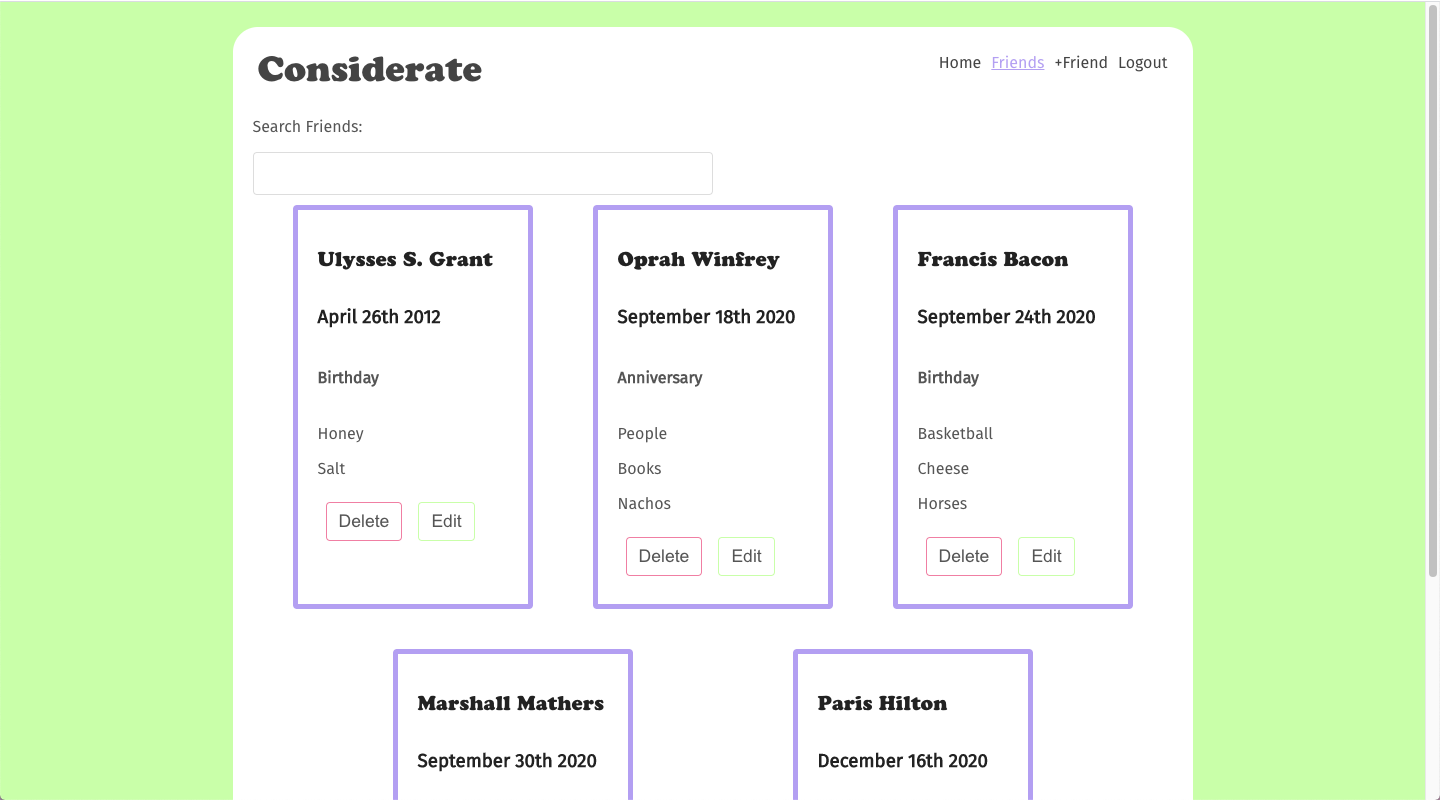 Considerate
Home Friends +Friend Logout
Search Friends:
Ulysses S. Grant
April 26th 2012
Birthday
Honey
Salt
Delete Edit
Oprah Winfrey
September 18th 2020
Anniversary
People
Books
Nachos
Delete Edit
Francis Bacon
September 24th 2020
Birthday
Basketball
Cheese
Horses
Delete Edit
Marshall Mathers
September 30th 2020
Paris Hilton
December 16th 2020